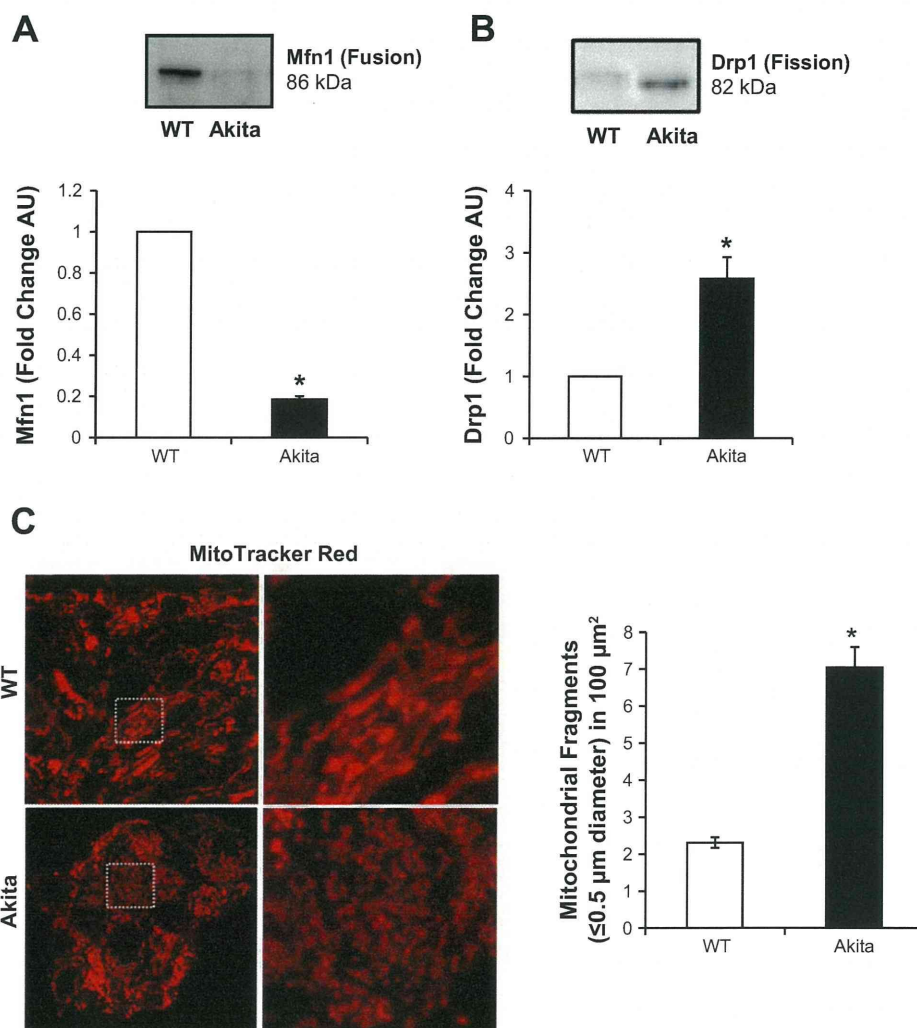 A
Mfn1 (Fusion)
86 kDa
WT Akita
Mfn1 (Fold Change AU)
1.2
1
0.8
0.6
0.4
0.2
0
*
WT
Akita
B
Drp1 (Fission)
82 kDa
WT Akita
Drp1 (Fold Change AU)
4
3
2
1
0
*
WT
Akita
C
MitoTracker Red
WT
Akita
Mitochondrial Fragments
(≤0.5 µm diameter) in 100 µm²
8
7
6
5
4
3
2
1
0
*
WT
Akita